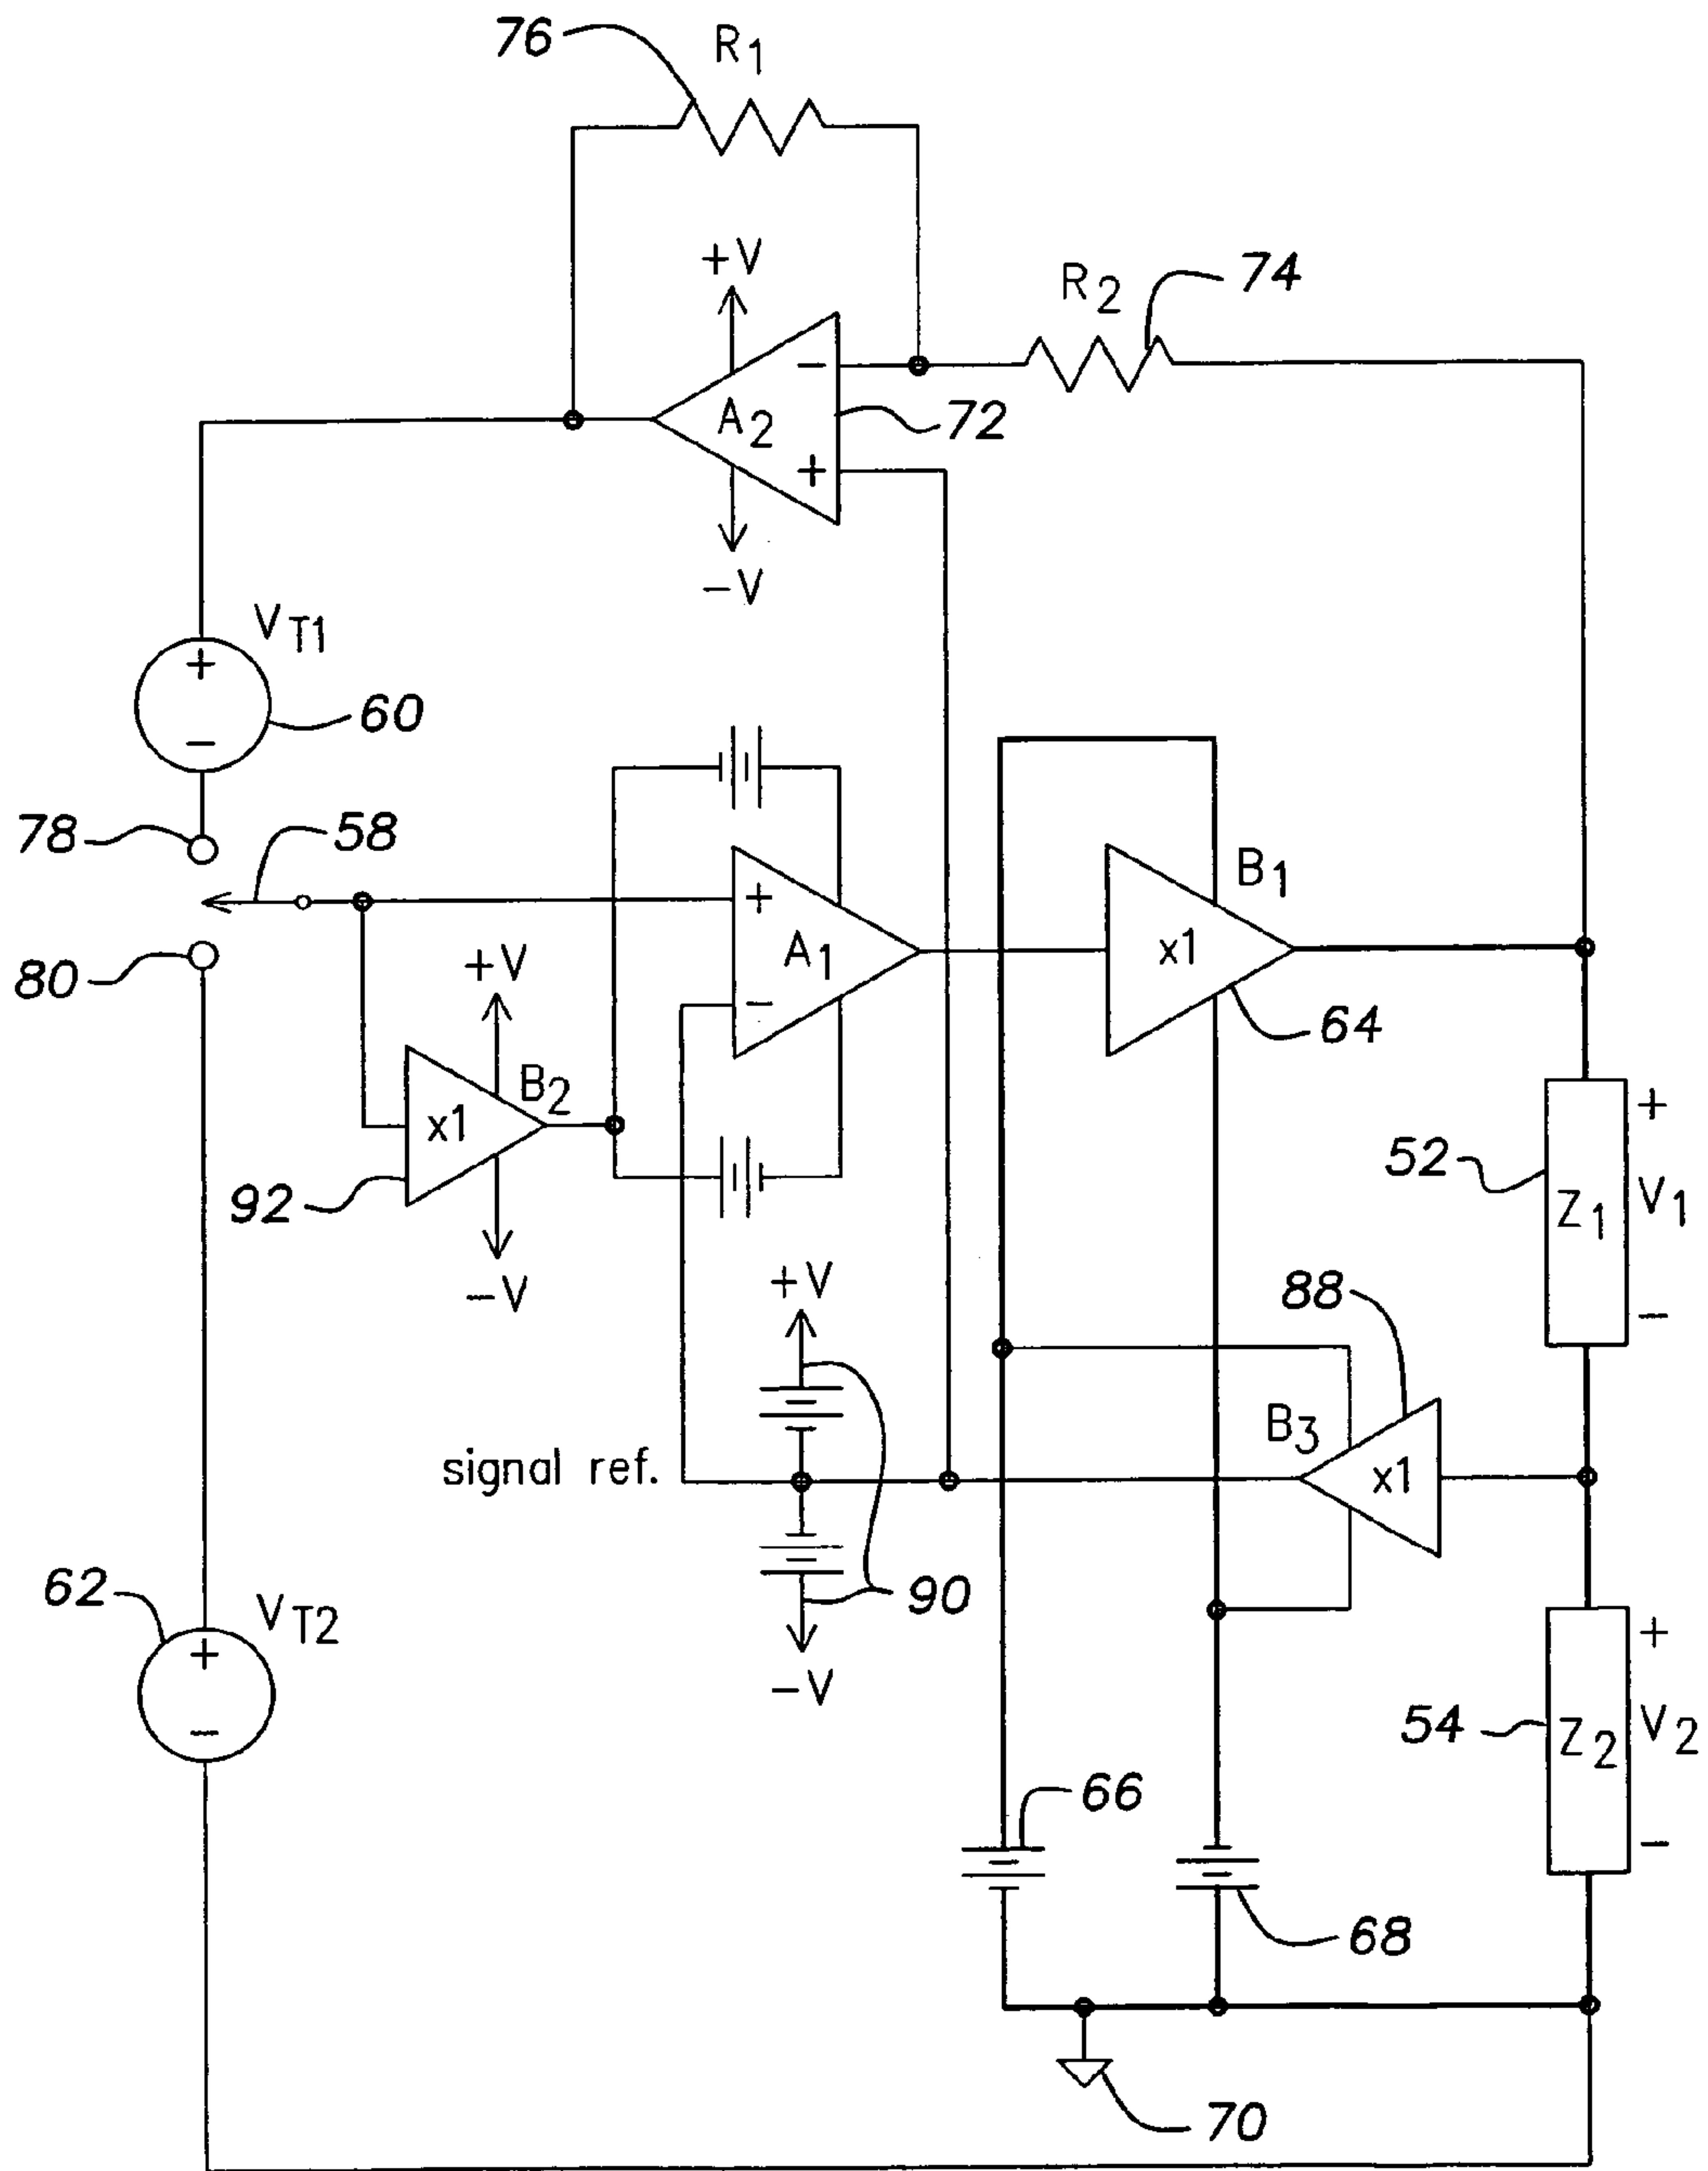 76
R1
+V
R2
74
−
A2
72
+
−V
VT1
+
60
−
78
58
+
B1
A1
x1
80
+V
−
64
B2
x1
92
−V
+
52
V1
Z1
−
+V
88
B3
signal ref.
x1
62
VT2
90
+
+
−V
54
V2
Z2
−
66
−
68
70